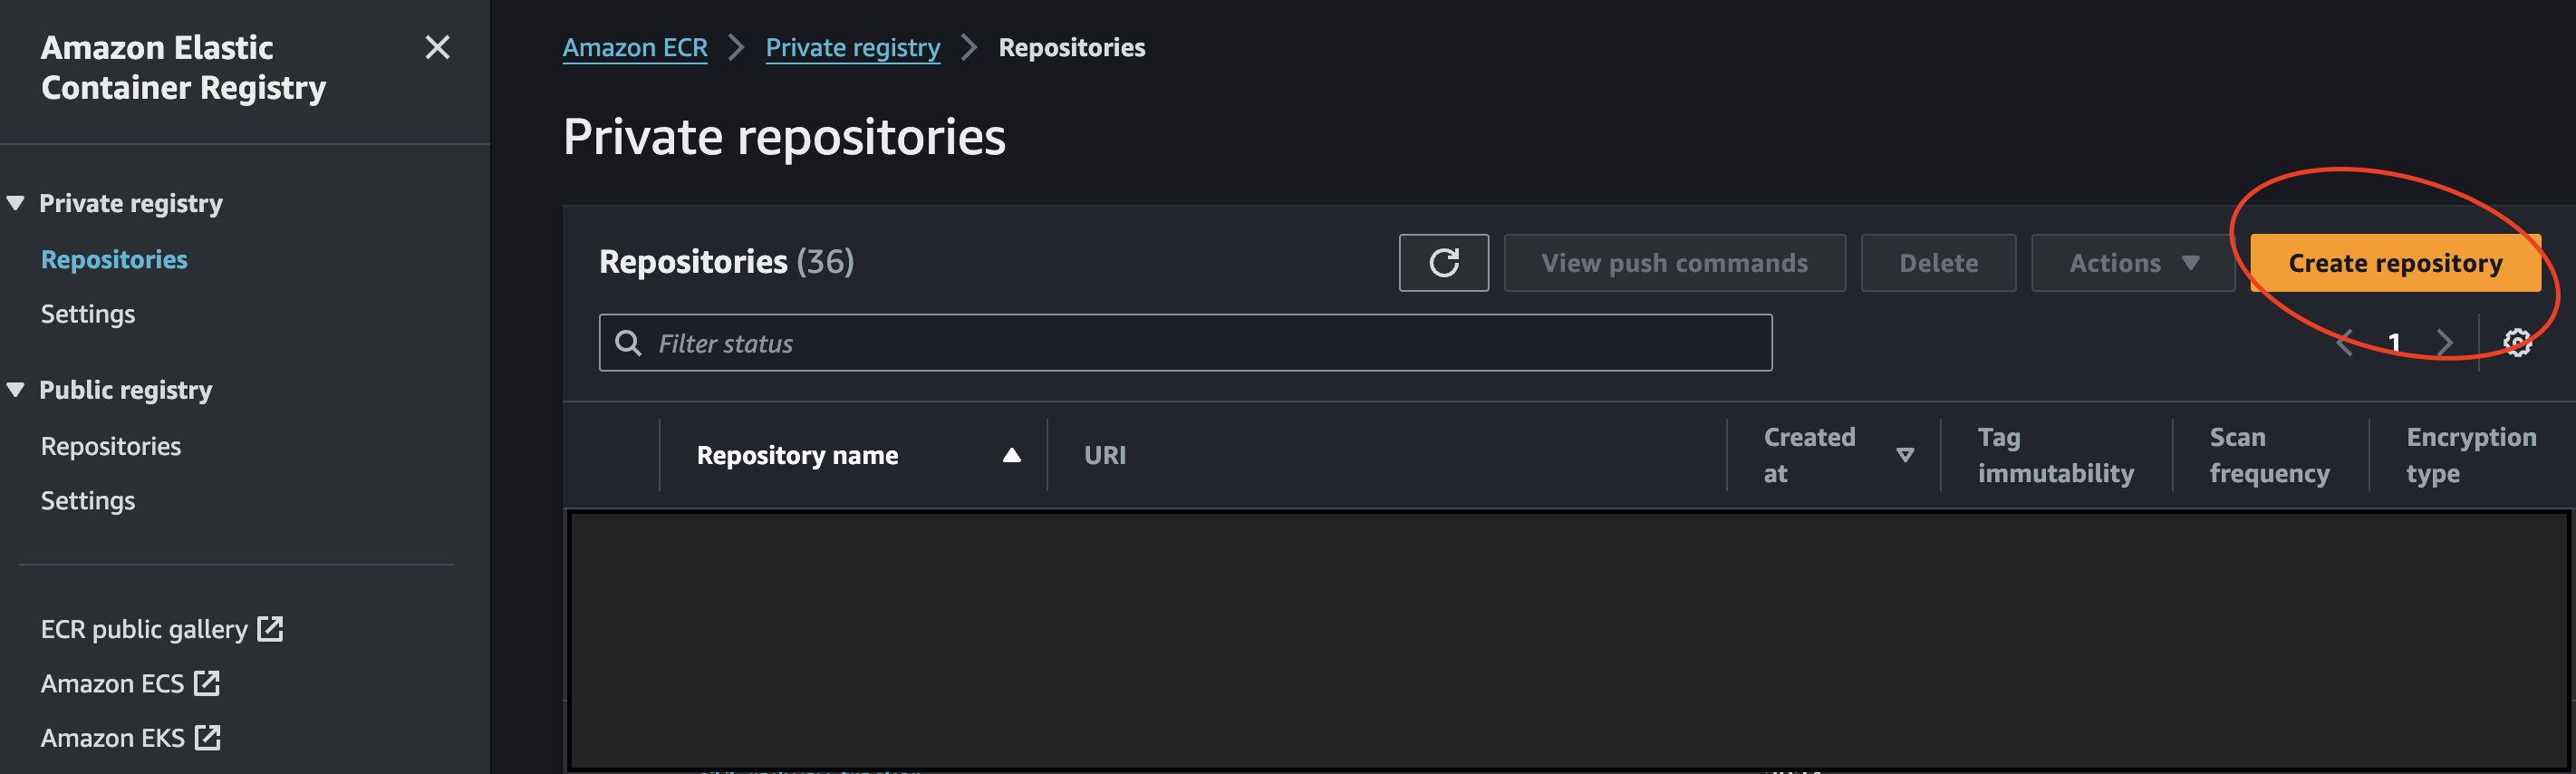 Amazon Elastic
Container Registry
Private registry
Repositories
Settings
Public registry
Repositories
Settings
ECR public gallery
Amazon ECS
Amazon EKS
Amazon ECR > Private registry > Repositories
Private repositories
Repositories (36)
View push commands
Delete
Actions
Create repository
Filter status
1
Repository name
URI
Created
at
Tag
immutability
Scan
frequency
Encryption
type